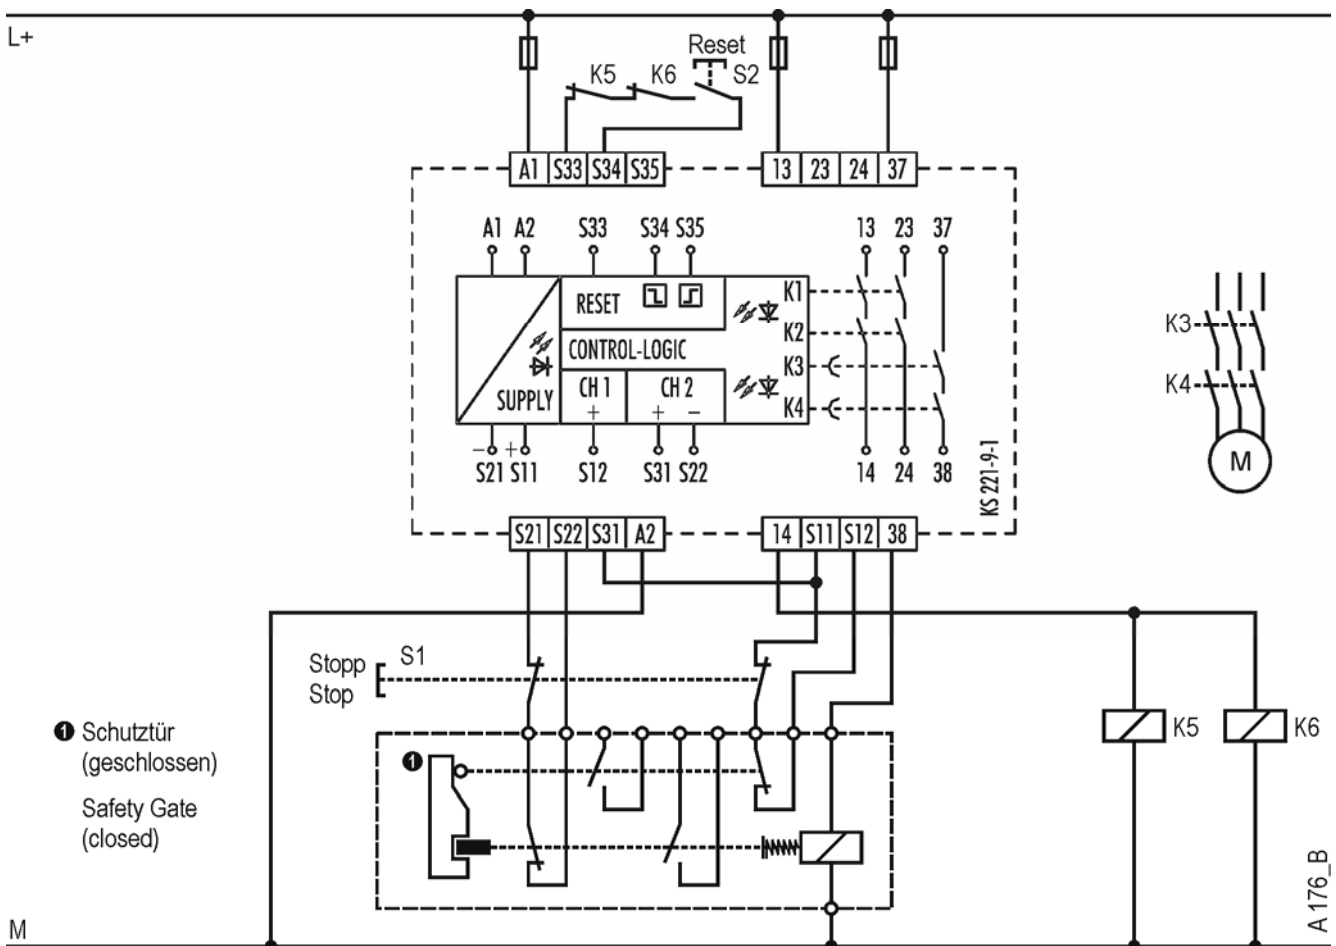 L+
Reset
K5 K6 S2
A1 S33 S34 S35 13 23 24 37
A1 A2 S33 S34 S35 13 23 37
RESET K1
K2
CONTROL-LOGIC K3
SUPPLY CH 1 CH 2 K4
+ + −
− +
S21 S11 S12 S31 S22 14 24 38
KS 221-9-1
K3
K4
M
S21 S22 S31 A2 14 S11 S12 38
Stopp S1
Stop
❶ Schutztür
(geschlossen)
Safety Gate
(closed)
❶
K5 K6
M
A176_B